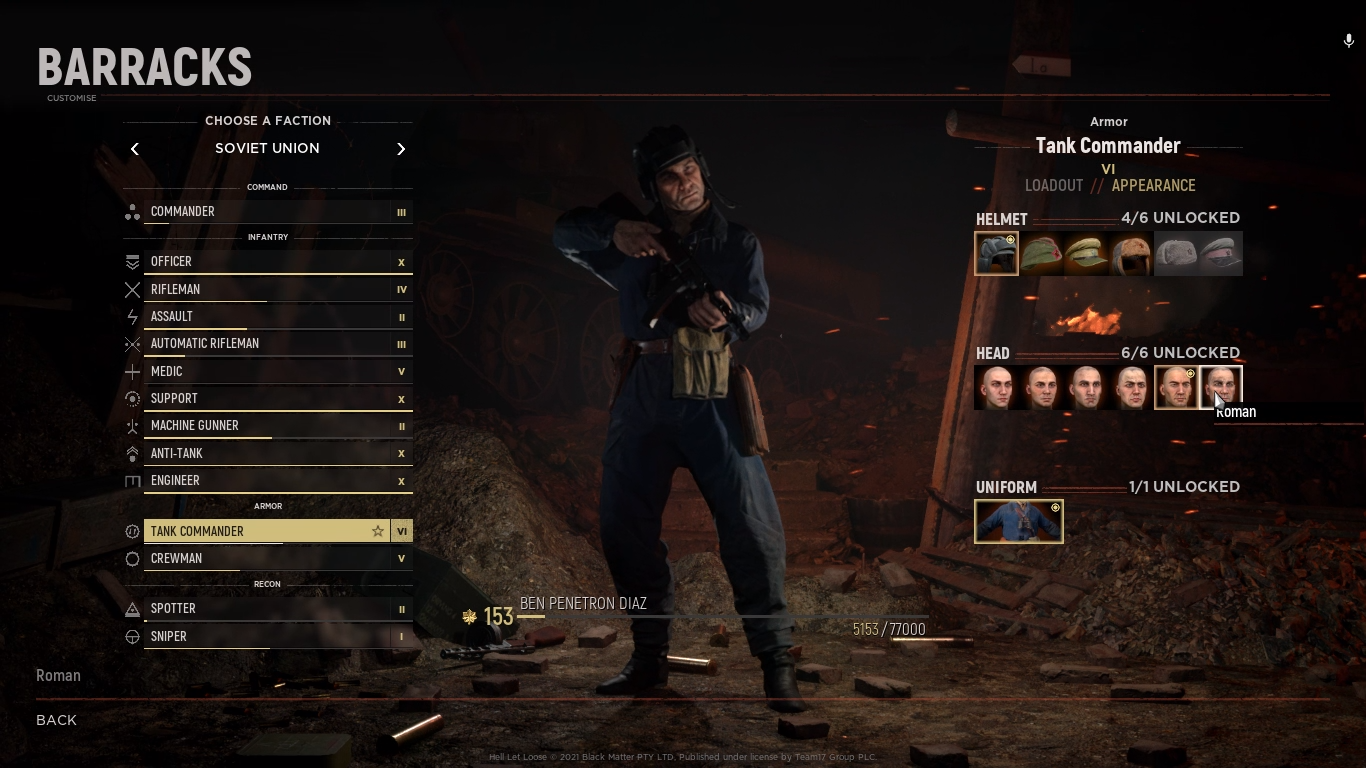 BARRACKS
CUSTOMISE
CHOOSE A FACTION
SOVIET UNION
COMMAND
COMMANDER III
INFANTRY
OFFICER X
RIFLEMAN IV
ASSAULT II
AUTOMATIC RIFLEMAN III
MEDIC V
SUPPORT X
MACHINE GUNNER II
ANTI-TANK X
ENGINEER X
ARMOR
TANK COMMANDER VI
CREWMAN V
RECON
SPOTTER II
SNIPER I
Roman
BACK
153 BEN PENETRON DIAZ
5153/77000
Armor
Tank Commander
VI
LOADOUT // APPEARANCE
HELMET 4/6 UNLOCKED
HEAD 6/6 UNLOCKED
Roman
UNIFORM 1/1 UNLOCKED
Hell Let Loose © 2021 Black Matter PTY LTD. Published under license by Team17 Group PLC.